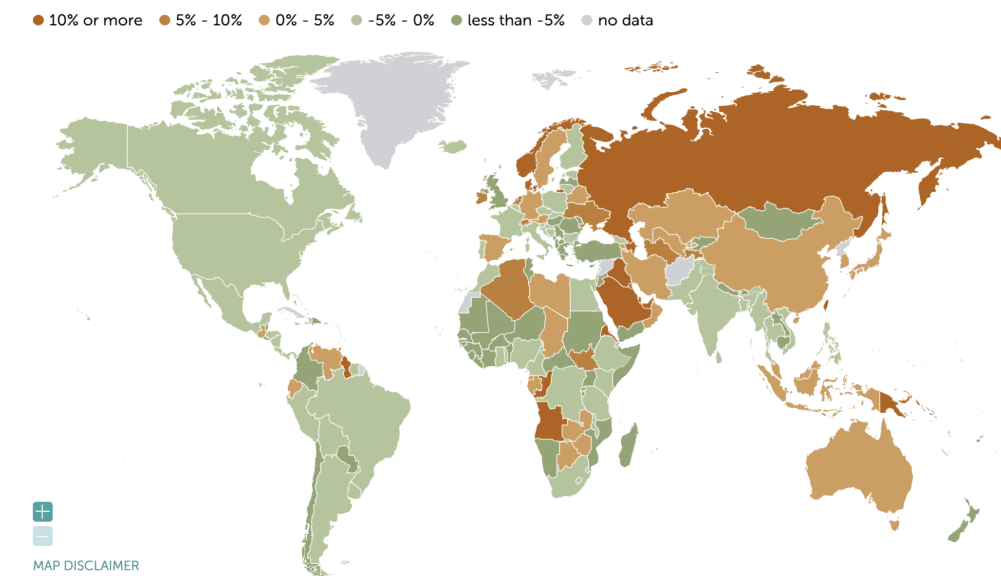 10% or more 5% - 10% 0% - 5% -5% - 0% less than -5% no data
+
−
MAP DISCLAIMER